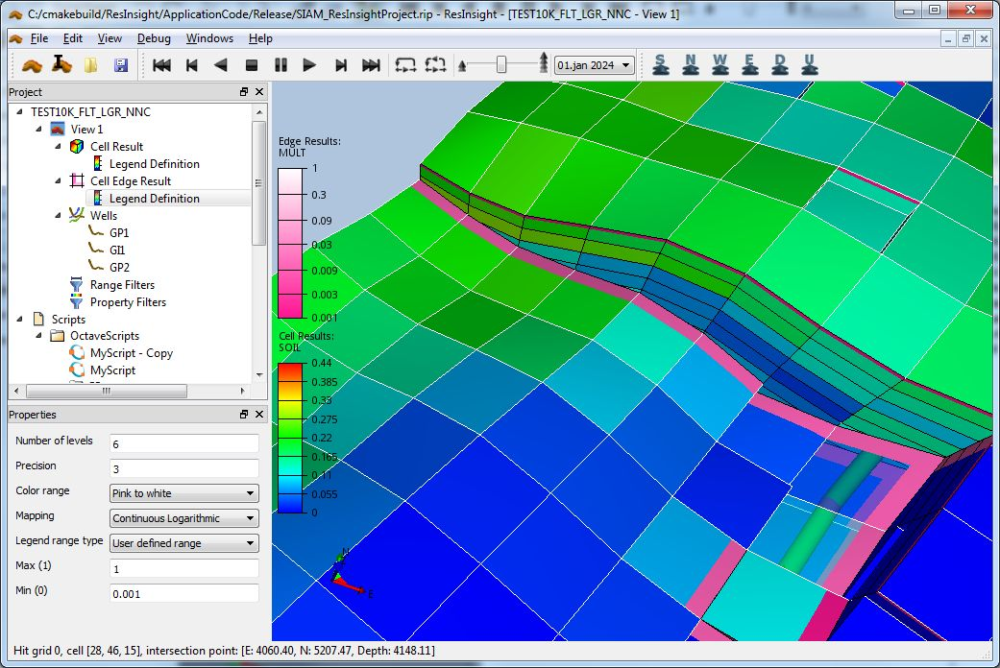 C:/cmakebuild/ResInsight/ApplicationCode/Release/SIAM_ResInsightProject.rip - ResInsight - [TEST10K_FLT_LGR_NNC - View 1]
File Edit View Debug Windows Help
01.jan 2024
S N W E D U
Project
TEST10K_FLT_LGR_NNC
View 1
Cell Result
Legend Definition
Cell Edge Result
Legend Definition
Wells
GP1
GI1
GP2
Range Filters
Property Filters
Scripts
OctaveScripts
MyScript - Copy
MyScript
Properties
Number of levels 6
Precision 3
Color range Pink to white
Mapping Continuous Logarithmic
Legend range type User defined range
Max (1) 1
Min (0) 0.001
Edge Results:
MULT
1
0.3
0.09
0.03
0.009
0.003
0.001
Cell Results:
SOIL
0.44
0.385
0.33
0.275
0.22
0.165
0.11
0.055
0
N
E
Hit grid 0, cell [28, 46, 15], intersection point: [E: 4060.40, N: 5207.47, Depth: 4148.11]